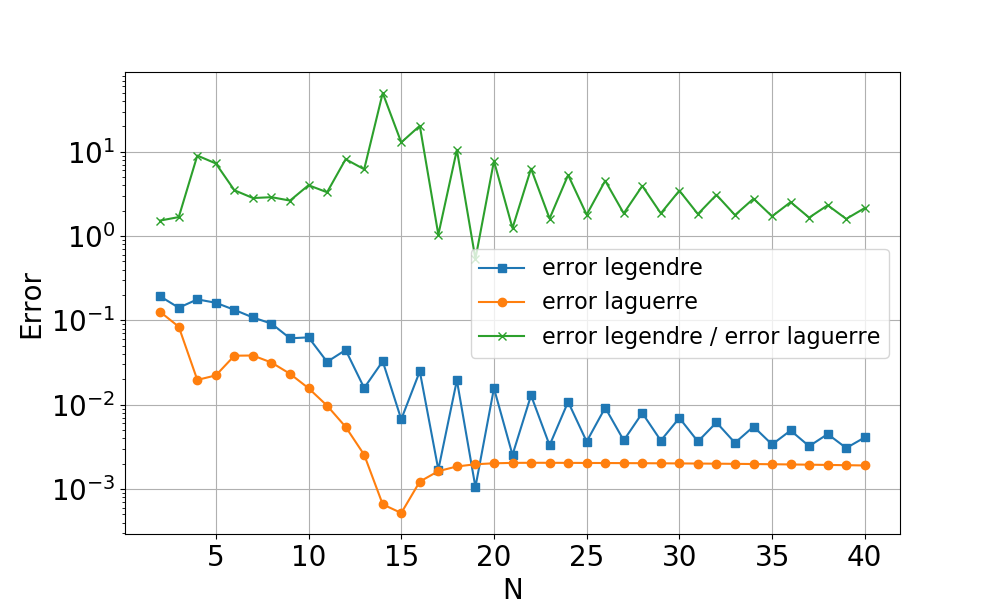 10¹
10⁰
10⁻¹
10⁻²
10⁻³
Error
error legendre
error laguerre
error legendre / error laguerre
5 10 15 20 25 30 35 40
N